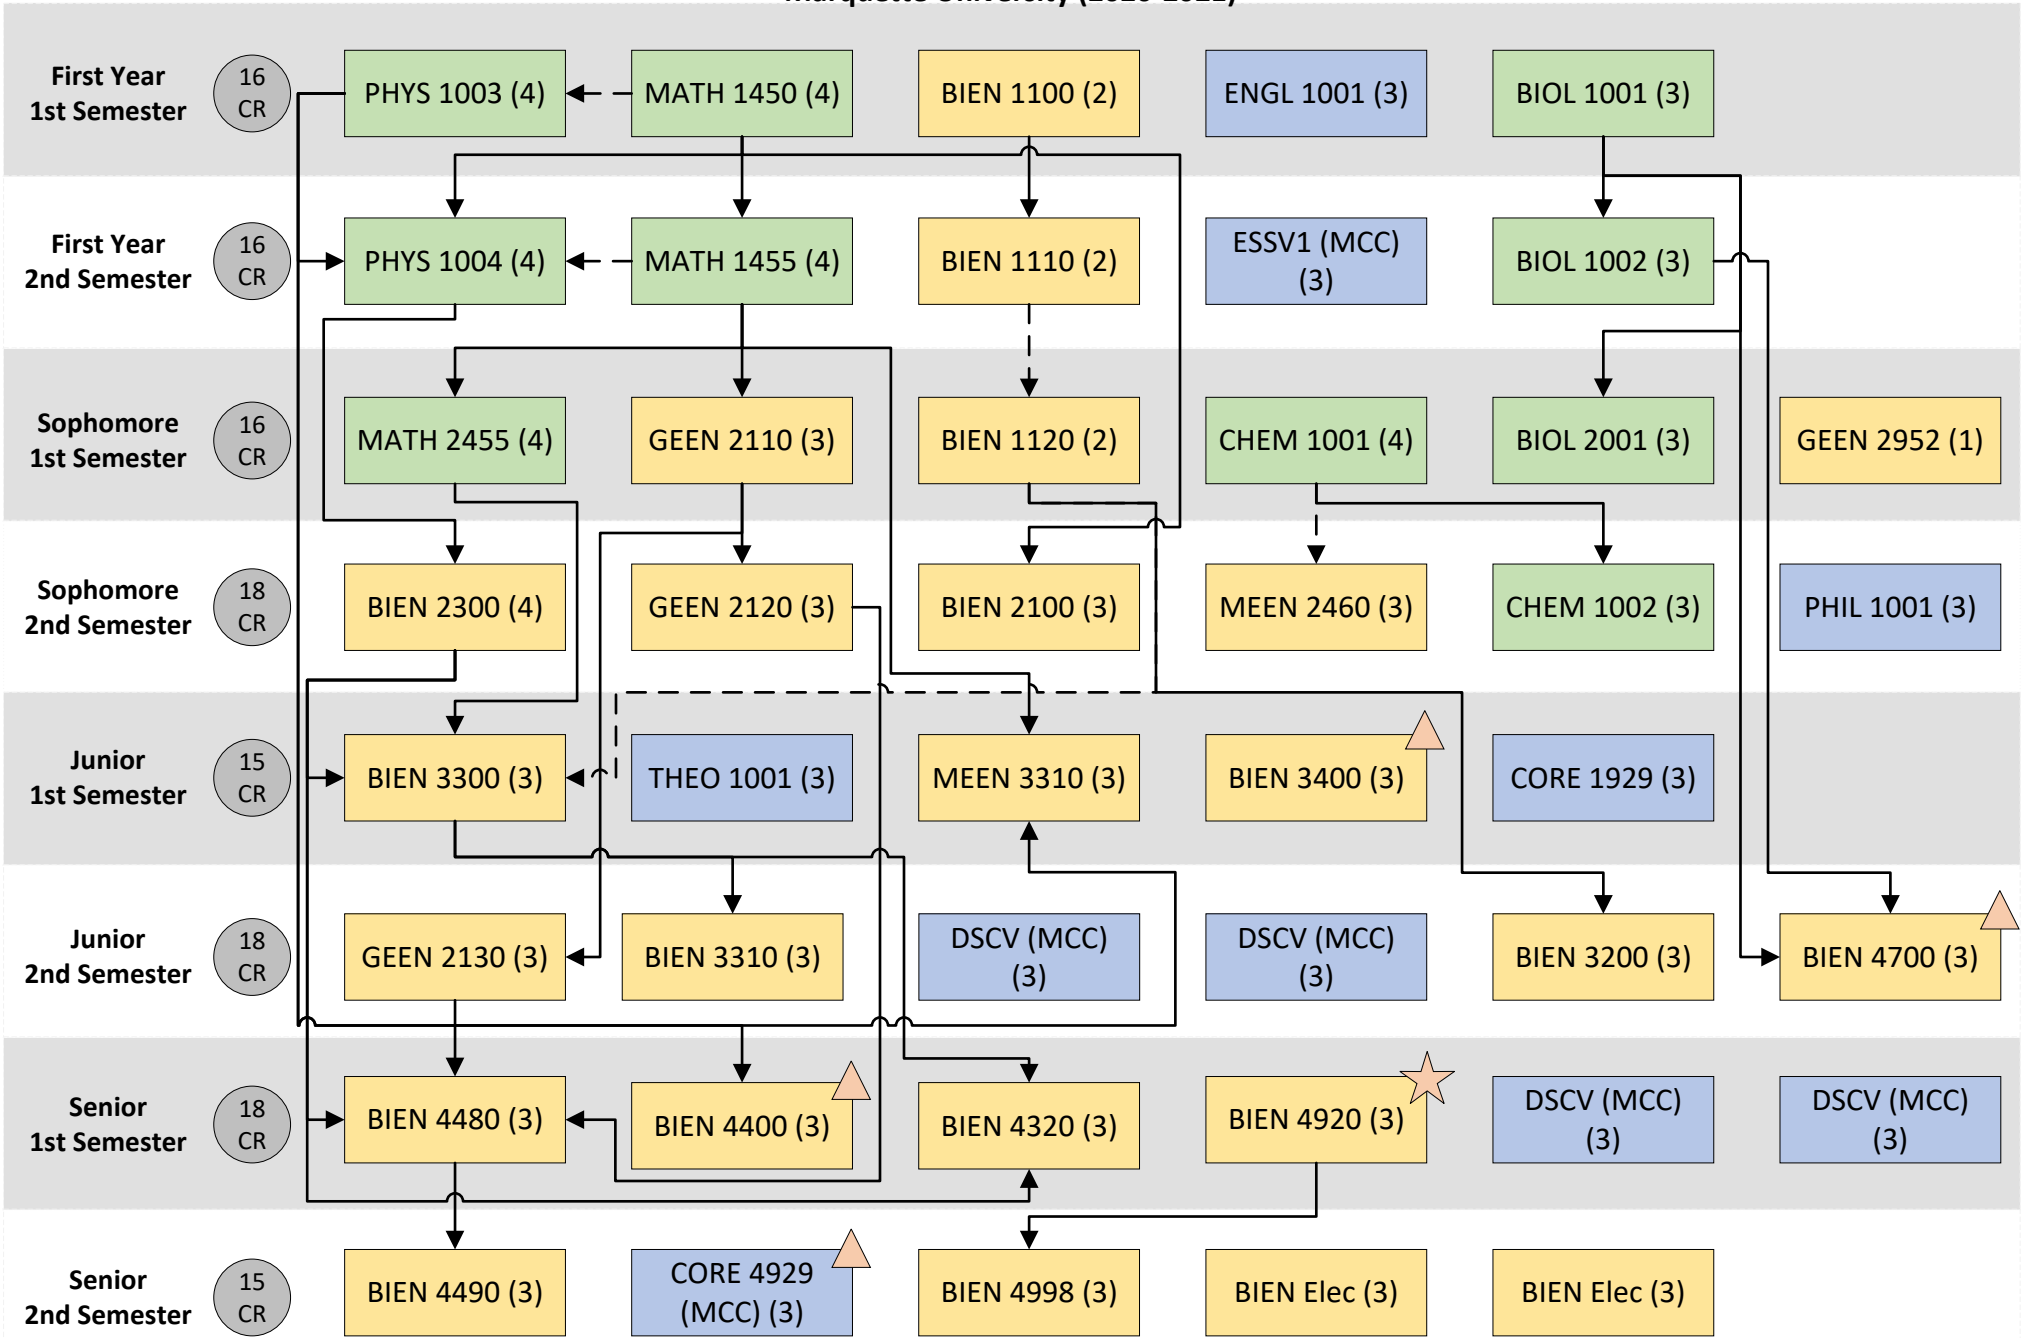 Marquette University (2020-2021)
First Year
1st Semester
16
CR
PHYS 1003 (4)
MATH 1450 (4)
BIEN 1100 (2)
ENGL 1001 (3)
BIOL 1001 (3)
First Year
2nd Semester
16
CR
PHYS 1004 (4)
MATH 1455 (4)
BIEN 1110 (2)
ESSV1 (MCC)
(3)
BIOL 1002 (3)
Sophomore
1st Semester
16
CR
MATH 2455 (4)
GEEN 2110 (3)
BIEN 1120 (2)
CHEM 1001 (4)
BIOL 2001 (3)
GEEN 2952 (1)
Sophomore
2nd Semester
18
CR
BIEN 2300 (4)
GEEN 2120 (3)
BIEN 2100 (3)
MEEN 2460 (3)
CHEM 1002 (3)
PHIL 1001 (3)
Junior
1st Semester
15
CR
BIEN 3300 (3)
THEO 1001 (3)
MEEN 3310 (3)
BIEN 3400 (3)
CORE 1929 (3)
Junior
2nd Semester
18
CR
GEEN 2130 (3)
BIEN 3310 (3)
DSCV (MCC)
(3)
DSCV (MCC)
(3)
BIEN 3200 (3)
BIEN 4700 (3)
Senior
1st Semester
18
CR
BIEN 4480 (3)
BIEN 4400 (3)
BIEN 4320 (3)
BIEN 4920 (3)
DSCV (MCC)
(3)
DSCV (MCC)
(3)
Senior
2nd Semester
15
CR
BIEN 4490 (3)
CORE 4929
(MCC) (3)
BIEN 4998 (3)
BIEN Elec (3)
BIEN Elec (3)